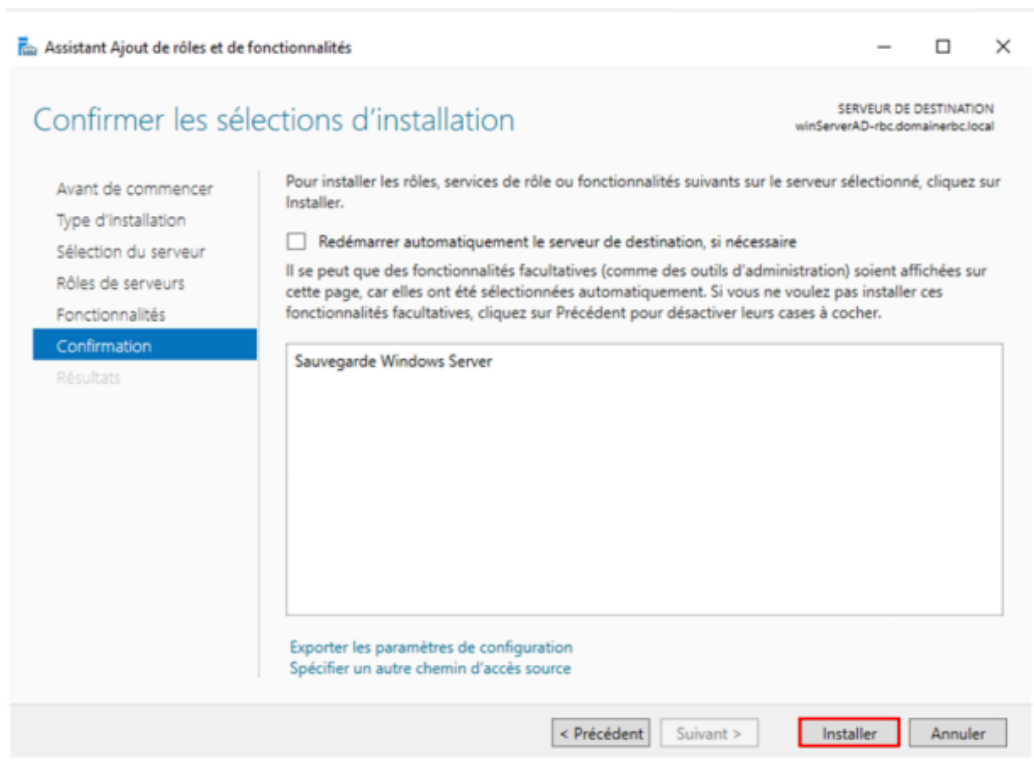 Assistant Ajout de rôles et de fonctionnalités
Confirmer les sélections d'installation
SERVEUR DE DESTINATION
winServerAD-rbc.domainerbc.local
Avant de commencer
Type d'installation
Sélection du serveur
Rôles de serveurs
Fonctionnalités
Confirmation
Résultats
Pour installer les rôles, services de rôle ou fonctionnalités suivants sur le serveur sélectionné, cliquez sur
Installer.
Redémarrer automatiquement le serveur de destination, si nécessaire
Il se peut que des fonctionnalités facultatives (comme des outils d'administration) soient affichées sur
cette page, car elles ont été sélectionnées automatiquement. Si vous ne voulez pas installer ces
fonctionnalités facultatives, cliquez sur Précédent pour désactiver leurs cases à cocher.
Sauvegarde Windows Server
Exporter les paramètres de configuration
Spécifier un autre chemin d'accès source
< Précédent Suivant > Installer Annuler